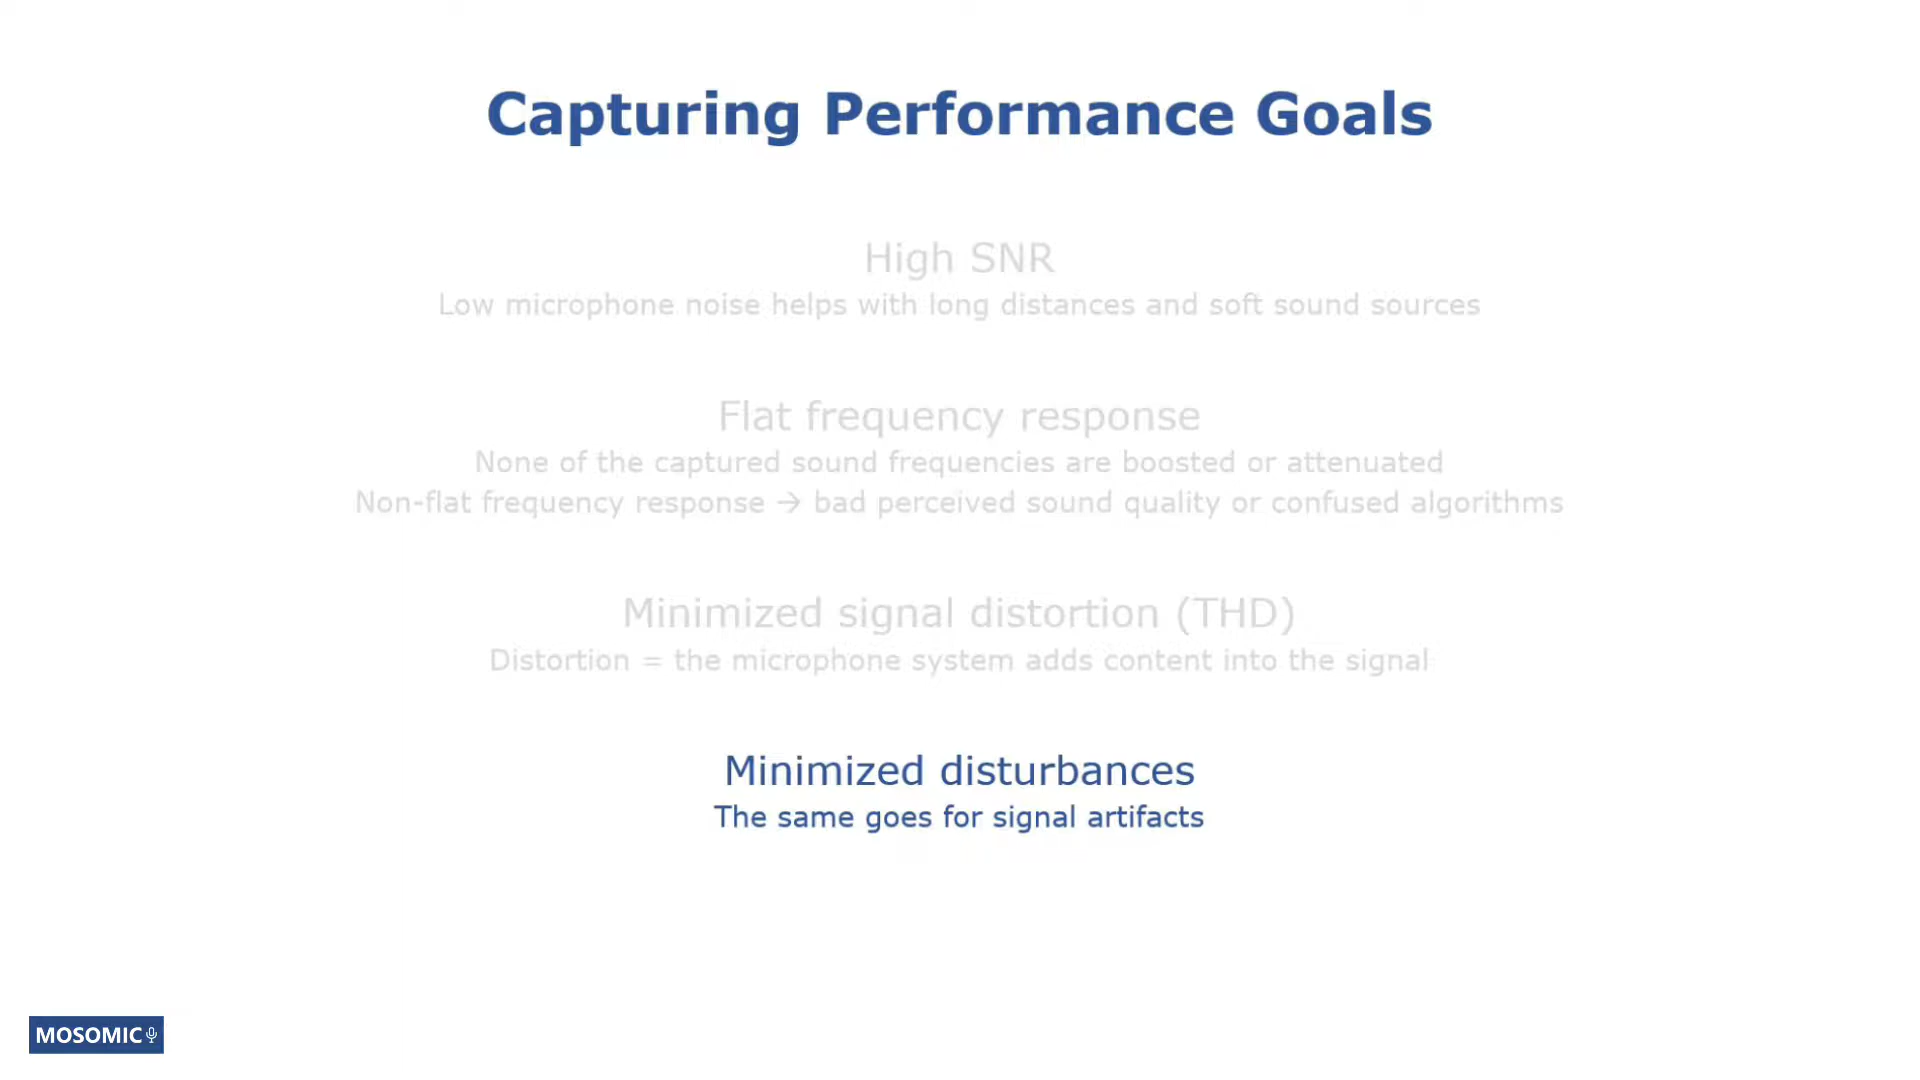 Capturing Performance Goals
High SNR
Low microphone noise helps with long distances and soft sound sources
Flat frequency response
None of the captured sound frequencies are boosted or attenuated
Non-flat frequency response → bad perceived sound quality or confused algorithms
Minimized signal distortion (THD)
Distortion = the microphone system adds content into the signal
Minimized disturbances
The same goes for signal artifacts
MOSOMIC